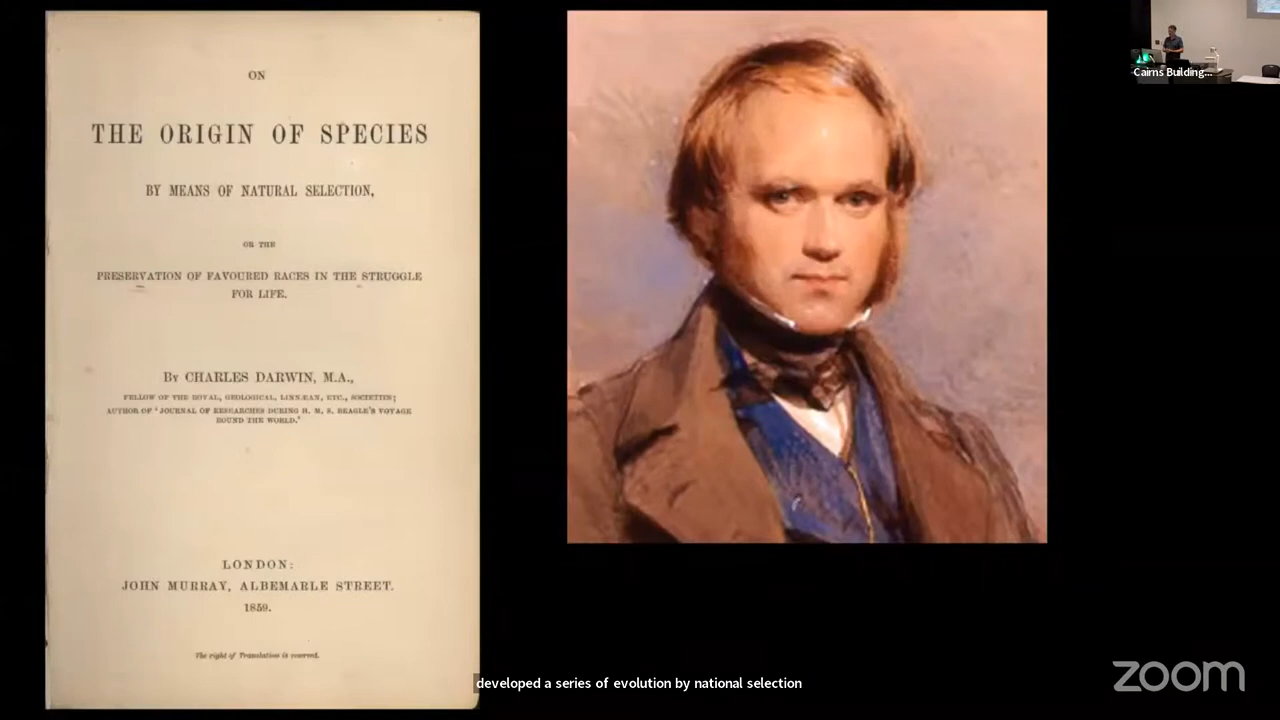 ON
THE ORIGIN OF SPECIES
BY MEANS OF NATURAL SELECTION,
OR THE
PRESERVATION OF FAVOURED RACES IN THE STRUGGLE
FOR LIFE.
BY CHARLES DARWIN, M.A.,
FELLOW OF THE ROYAL, GEOLOGICAL, LINNÆAN, ETC., SOCIETIES;
AUTHOR OF 'JOURNAL OF RESEARCHES DURING H. M. S. BEAGLE'S VOYAGE
ROUND THE WORLD.'
LONDON:
JOHN MURRAY, ALBEMARLE STREET.
1859.
The right of Translation is reserved.
Cairns Building...
developed a series of evolution by national selection
zoom